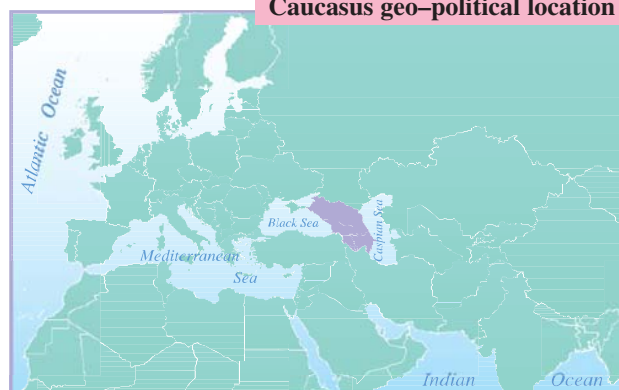 Caucasus geo–political location
Atlantic Ocean
Black Sea
Caspian Sea
Mediterranean
Sea
Indian Ocean